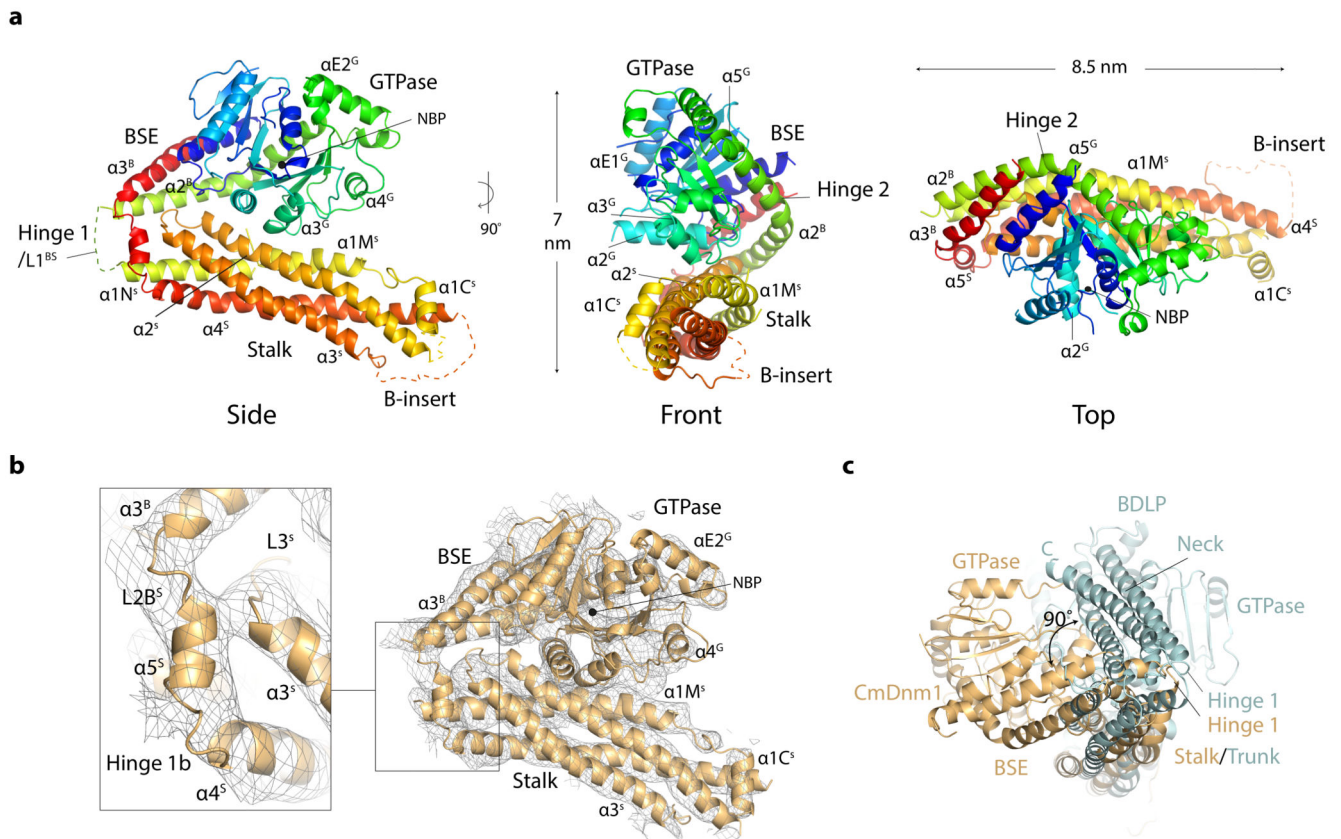 a
αE2ᴳ
GTPase
NBP
BSE
α3ᴮ
α2ᴮ
α4ᴳ
α3ᴳ
Hinge 1
/L1ᴮˢ
α1Mˢ
α1Nˢ
α1Cˢ
α2ˢ
α4ˢ
Stalk
α3ˢ
B-insert
Side
90°
7
nm
GTPase
α5ᴳ
BSE
αE1ᴳ
Hinge 2
α3ᴳ
α2ᴮ
α2ᴳ
α2ˢ
α1Cˢ
α1Mˢ
Stalk
B-insert
Front
8.5 nm
Hinge 2
α5ᴳ
α1Mˢ
B-insert
α2ᴮ
α3ᴮ
α4ˢ
α5ˢ
α1Cˢ
NBP
α2ᴳ
Top
b
α3ᴮ
L3ˢ
L2Bˢ
α5ˢ
α3ˢ
Hinge 1b
α4ˢ
GTPase
BSE
αE2ᴳ
NBP
α3ᴮ
α4ᴳ
α1Mˢ
α1Cˢ
Stalk
α3ˢ
c
BDLP
C
Neck
GTPase
GTPase
90°
CmDnm1
Hinge 1
Hinge 1
Stalk/Trunk
BSE